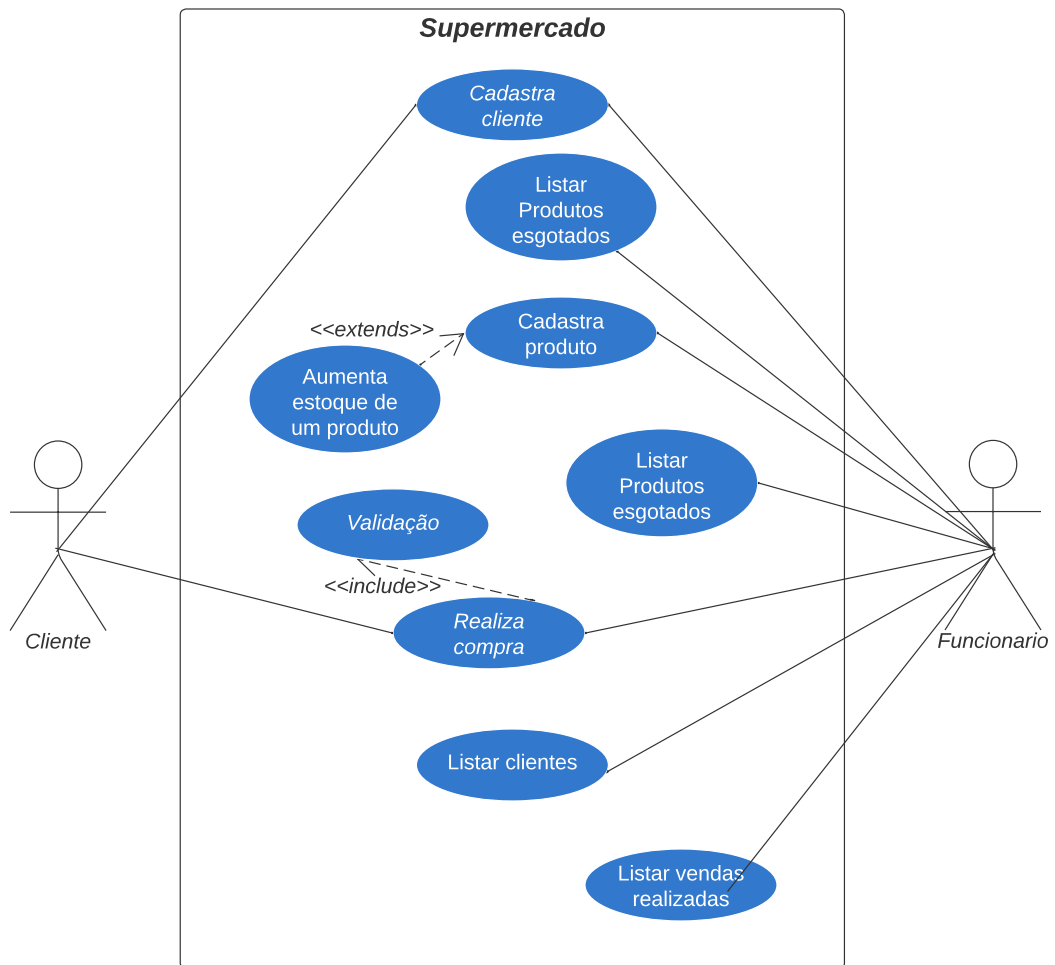 Supermercado
Cadastra
cliente
Listar
Produtos
esgotados
<<extends>>
Cadastra
produto
Aumenta
estoque de
um produto
Listar
Produtos
esgotados
Validação
<<include>>
Realiza
compra
Cliente
Funcionario
Listar clientes
Listar vendas
realizadas